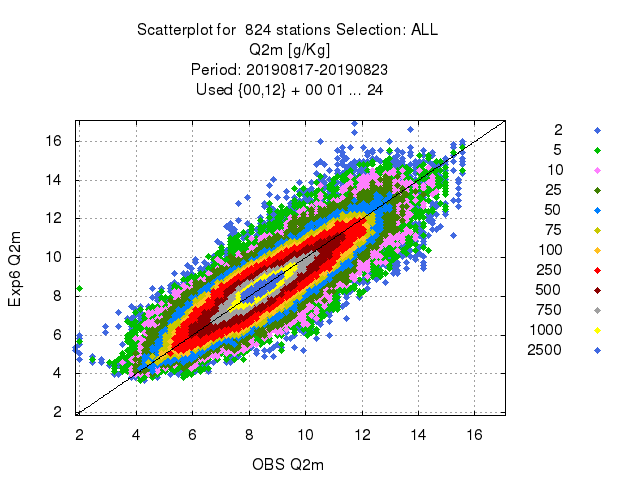 Scatterplot for 824 stations Selection: ALL
Q2m [g/Kg]
Period: 20190817-20190823
Used {00,12} + 00 01 ... 24
16
14
12
10
8
6
4
2
Exp6 Q2m
2 4 6 8 10 12 14 16
OBS Q2m
2
5
10
25
50
75
100
250
500
750
1000
2500